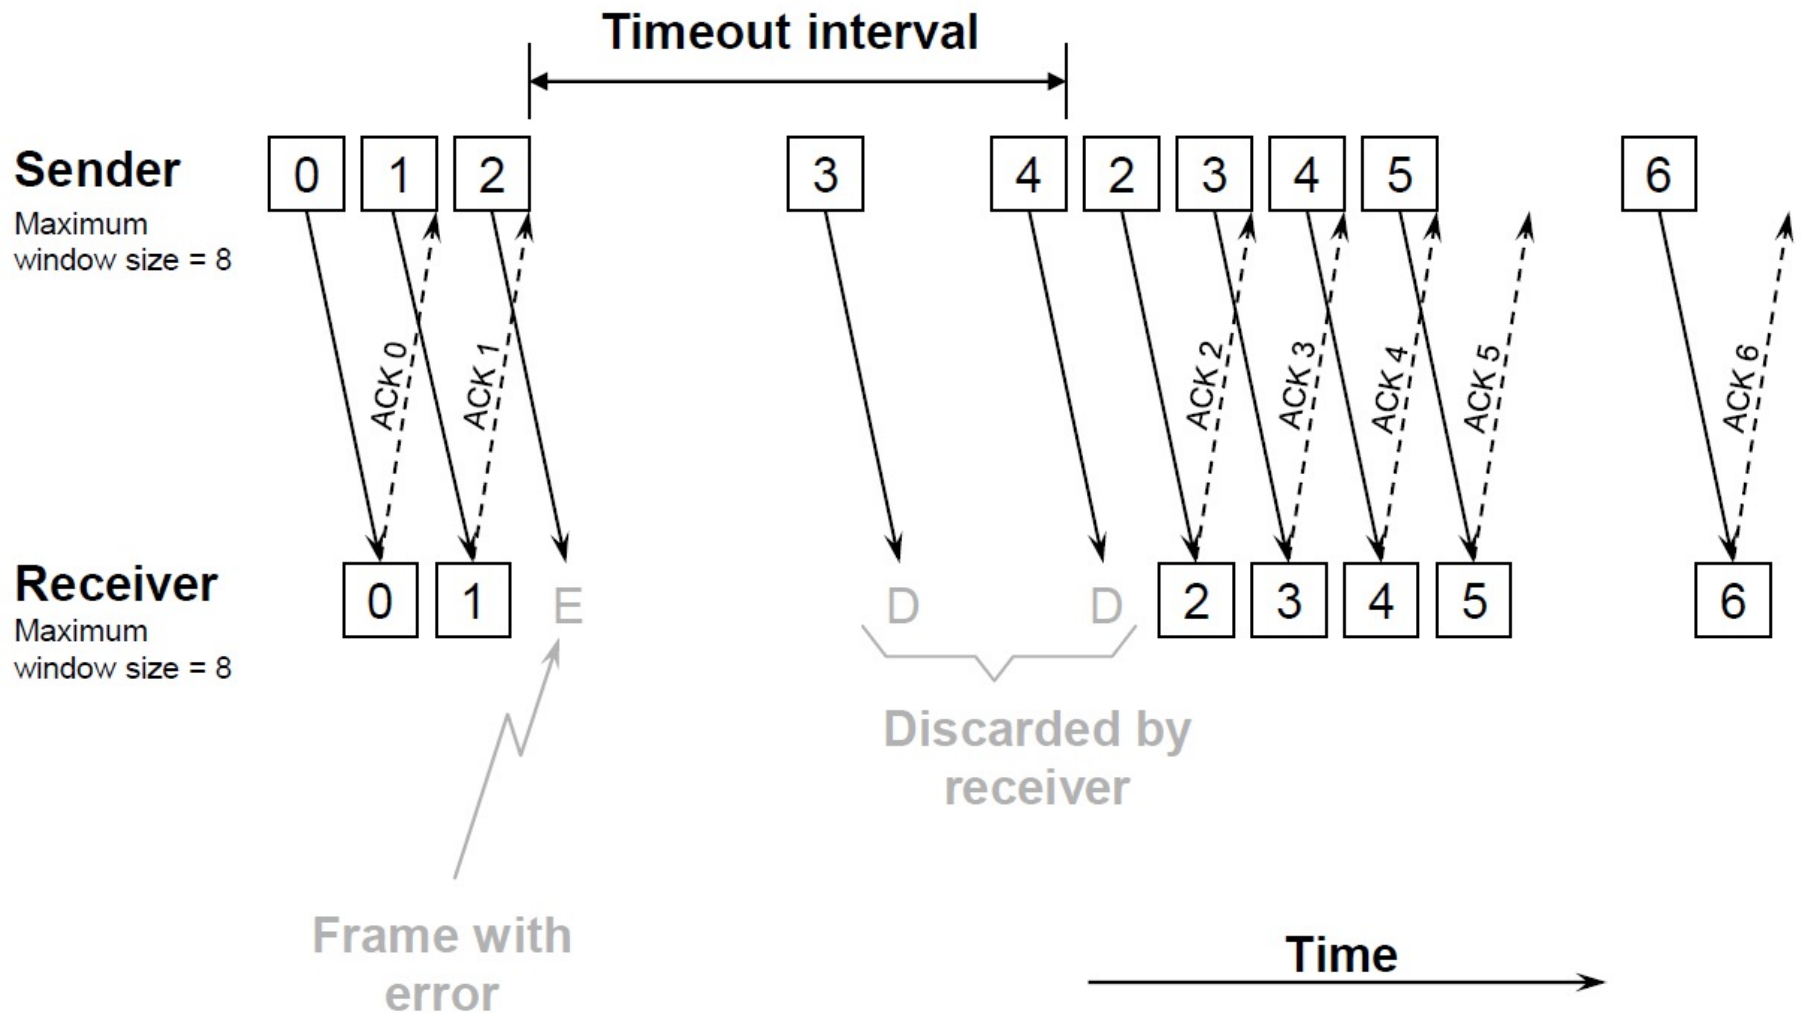 Timeout interval
Sender
Maximum
window size = 8
0 1 2 3 4 2 3 4 5 6
ACK 0
ACK 1
ACK 2
ACK 3
ACK 4
ACK 5
ACK 6
Receiver
Maximum
window size = 8
0 1 E D D 2 3 4 5 6
Discarded by
receiver
Frame with
error
Time